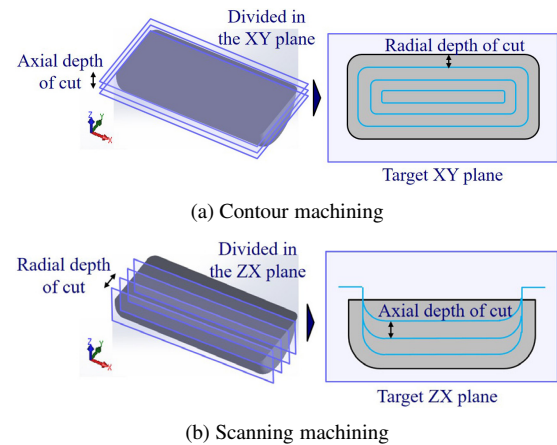 Divided in
the XY plane
Axial depth
of cut
Radial depth
of cut
Z
Y
X
Target XY plane
(a) Contour machining
Divided in
the ZX plane
Radial depth
of cut
Axial depth of cut
Z
Y
X
Target ZX plane
(b) Scanning machining